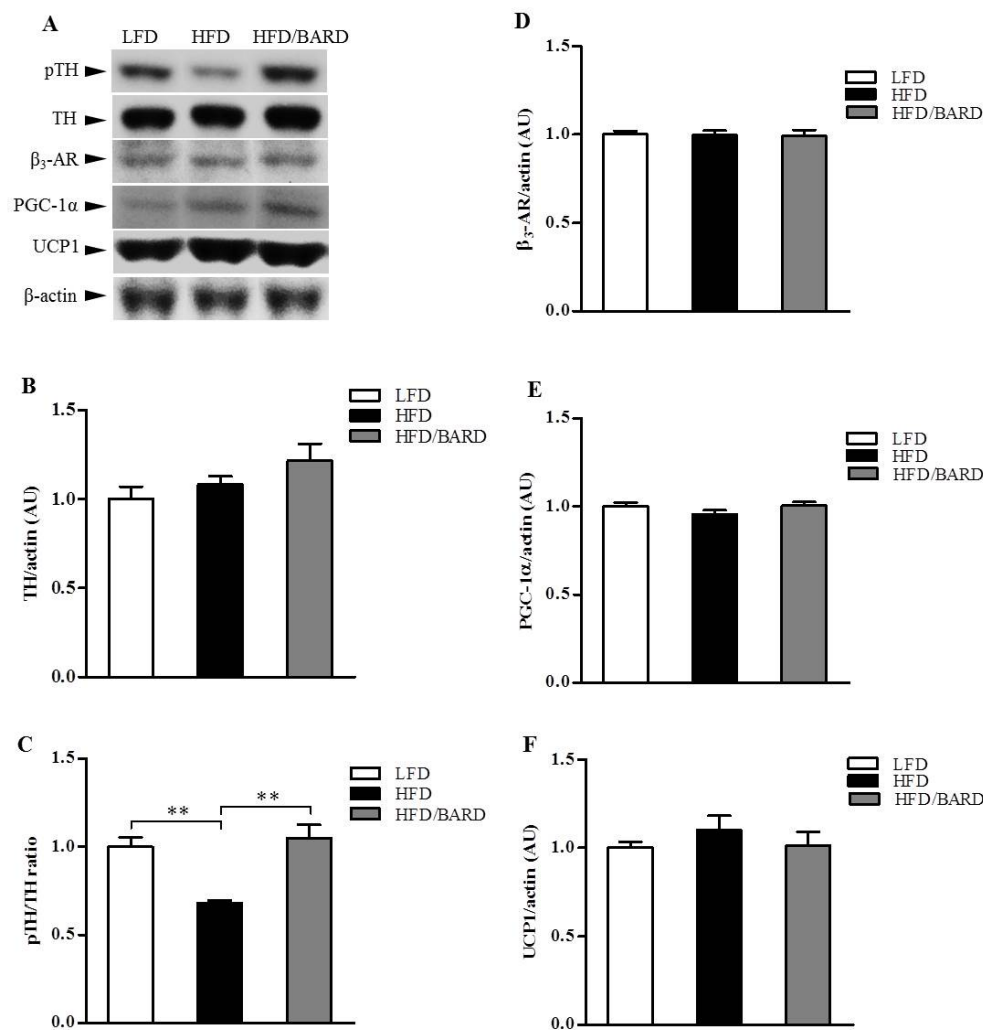 A
LFD HFD HFD/BARD
pTH
TH
β₃-AR
PGC-1α
UCP1
β-actin
D
1.5
1.0
0.5
0.0
β₃-AR/actin (AU)
LFD
HFD
HFD/BARD
B
1.5
1.0
0.5
0.0
TH/actin (AU)
LFD
HFD
HFD/BARD
E
1.5
1.0
0.5
0.0
PGC-1α/actin (AU)
LFD
HFD
HFD/BARD
C
1.5
1.0
0.5
0.0
pTH/TH ratio
** **
LFD
HFD
HFD/BARD
F
1.5
1.0
0.5
0.0
UCP1/actin (AU)
LFD
HFD
HFD/BARD